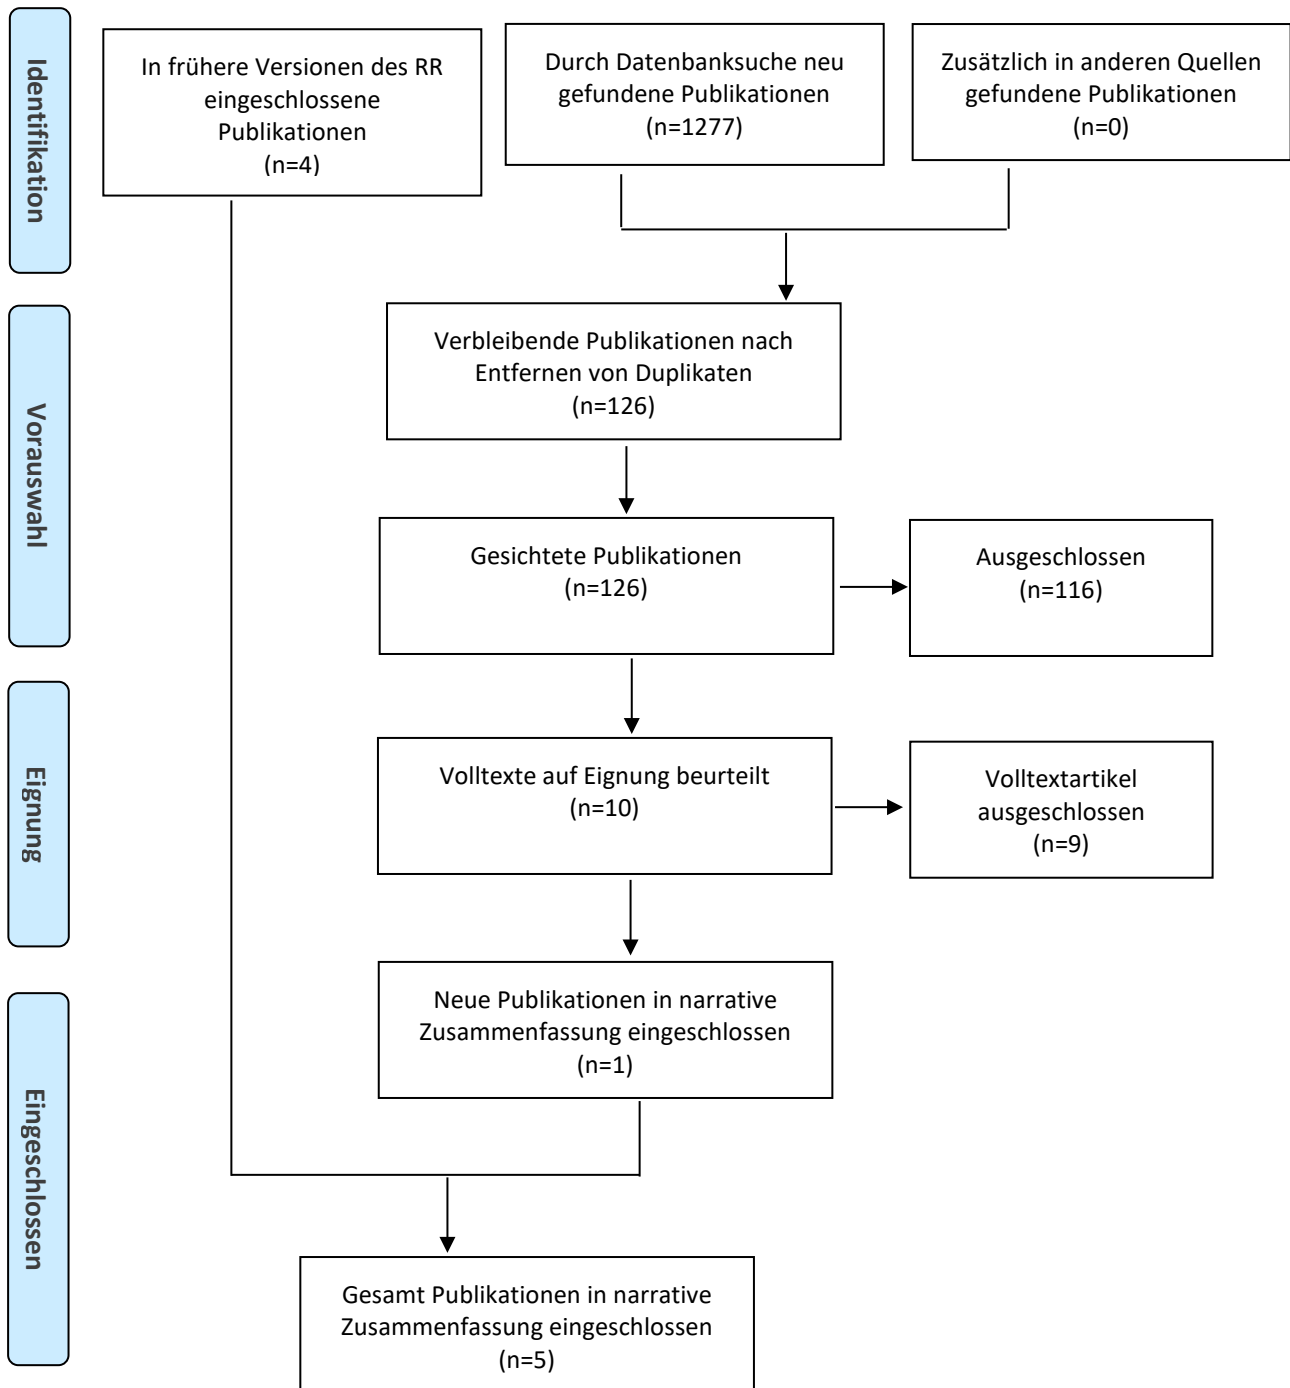 Identifikation
In frühere Versionen des RR
eingeschlossene
Publikationen
(n=4)
Durch Datenbanksuche neu
gefundene Publikationen
(n=1277)
Zusätzlich in anderen Quellen
gefundene Publikationen
(n=0)
Vorauswahl
Verbleibende Publikationen nach
Entfernen von Duplikaten
(n=126)
Gesichtete Publikationen
(n=126)
Ausgeschlossen
(n=116)
Eignung
Volltexte auf Eignung beurteilt
(n=10)
Volltextartikel
ausgeschlossen
(n=9)
Eingeschlossen
Neue Publikationen in narrative
Zusammenfassung eingeschlossen
(n=1)
Gesamt Publikationen in narrative
Zusammenfassung eingeschlossen
(n=5)